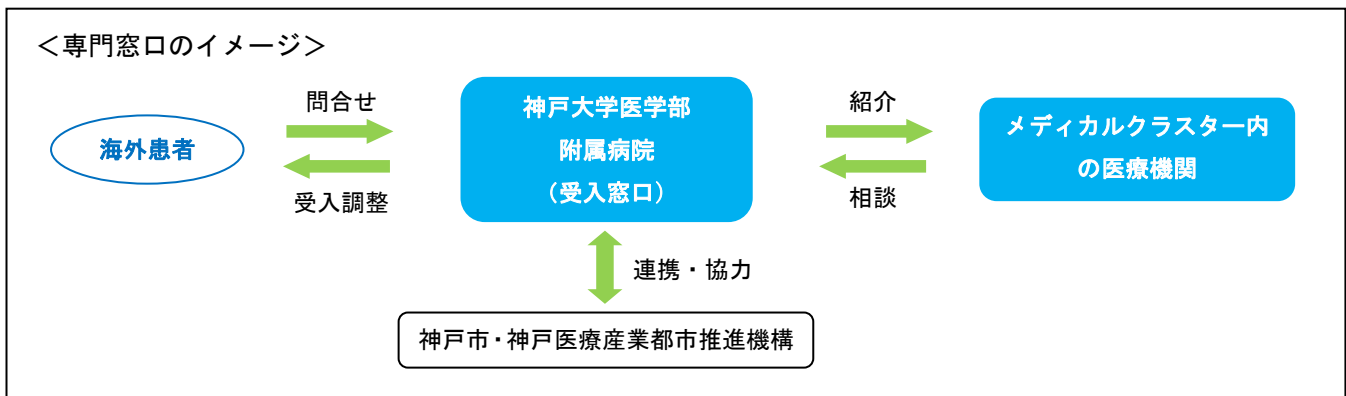 ＜専門窓口のイメージ＞
問合せ
神戸大学医学部
附属病院
（受入窓口）
紹介
メディカルクラスター内
の医療機関
海外患者
受入調整
相談
連携・協力
神戸市・神戸医療産業都市推進機構